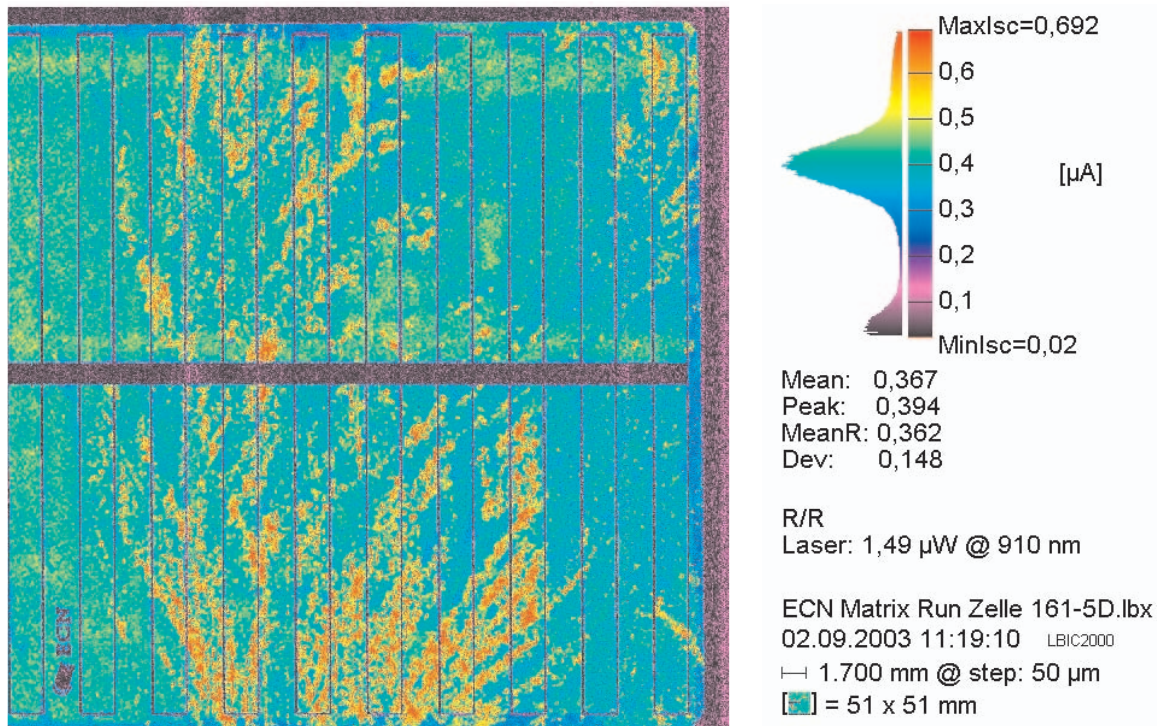 MaxIsc=0,692
0,6
0,5
0,4
[µA]
0,3
0,2
0,1
MinIsc=0,02
Mean: 0,367
Peak: 0,394
MeanR: 0,362
Dev: 0,148
R/R
Laser: 1,49 µW @ 910 nm
ECN Matrix Run Zelle 161-5D.lbx
02.09.2003 11:19:10 LBIC2000
1.700 mm @ step: 50 µm
[ ] = 51 x 51 mm
ECN